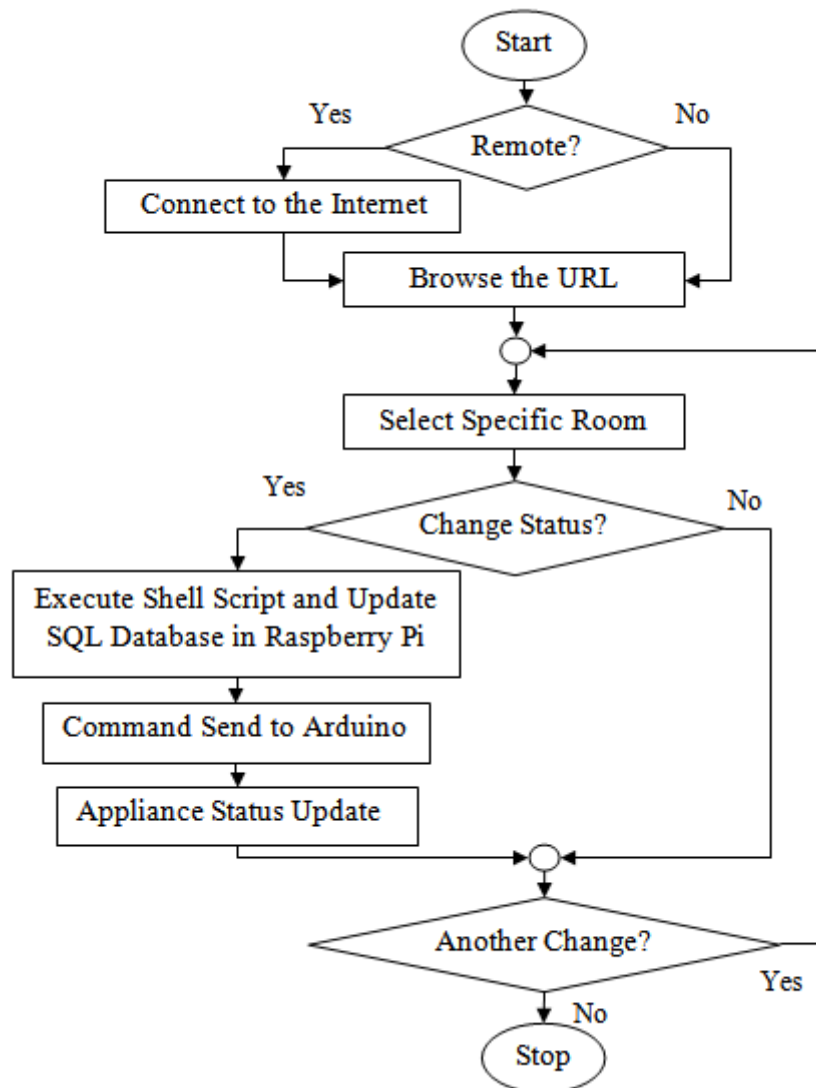 Start
Yes
No
Remote?
Connect to the Internet
Browse the URL
Select Specific Room
Yes
No
Change Status?
Execute Shell Script and Update
SQL Database in Raspberry Pi
Command Send to Arduino
Appliance Status Update
Another Change?
Yes
No
Stop